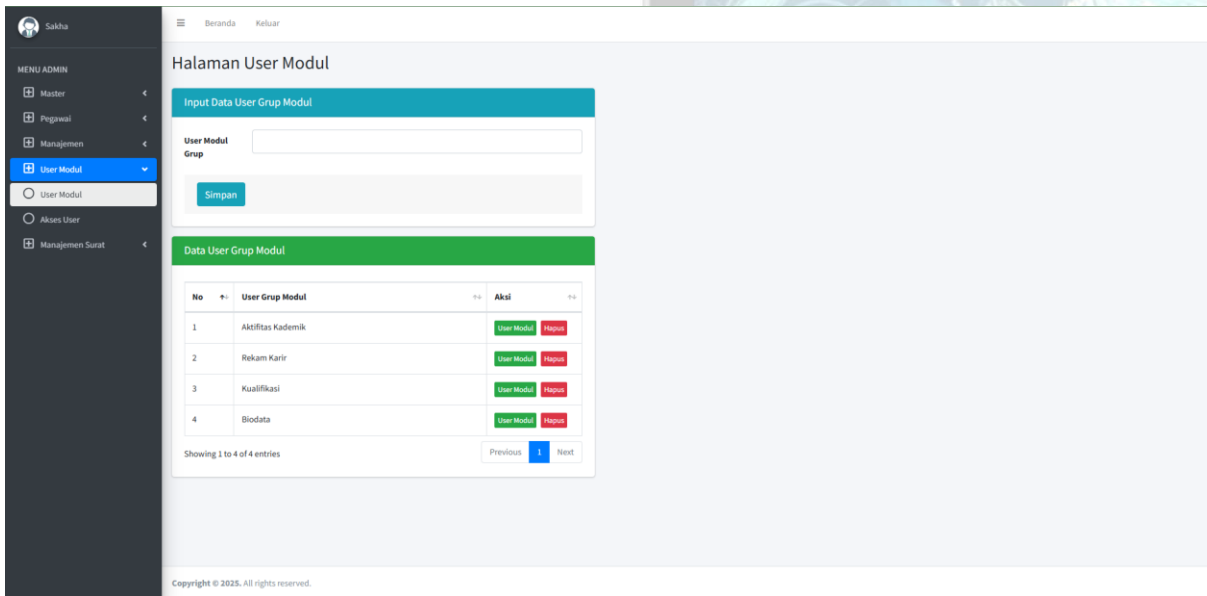 Sakha
Beranda Keluar
MENU ADMIN
Master
Pegawai
Manajemen
User Modul
User Modul
Akses User
Manajemen Surat
Halaman User Modul
Input Data User Grup Modul
User Modul
Grup
Simpan
Data User Grup Modul
No User Grup Modul Aksi
1 Aktifitas Kademik User Modul Hapus
2 Rekam Karir User Modul Hapus
3 Kualifikasi User Modul Hapus
4 Biodata User Modul Hapus
Showing 1 to 4 of 4 entries Previous 1 Next
Copyright © 2025. All rights reserved.